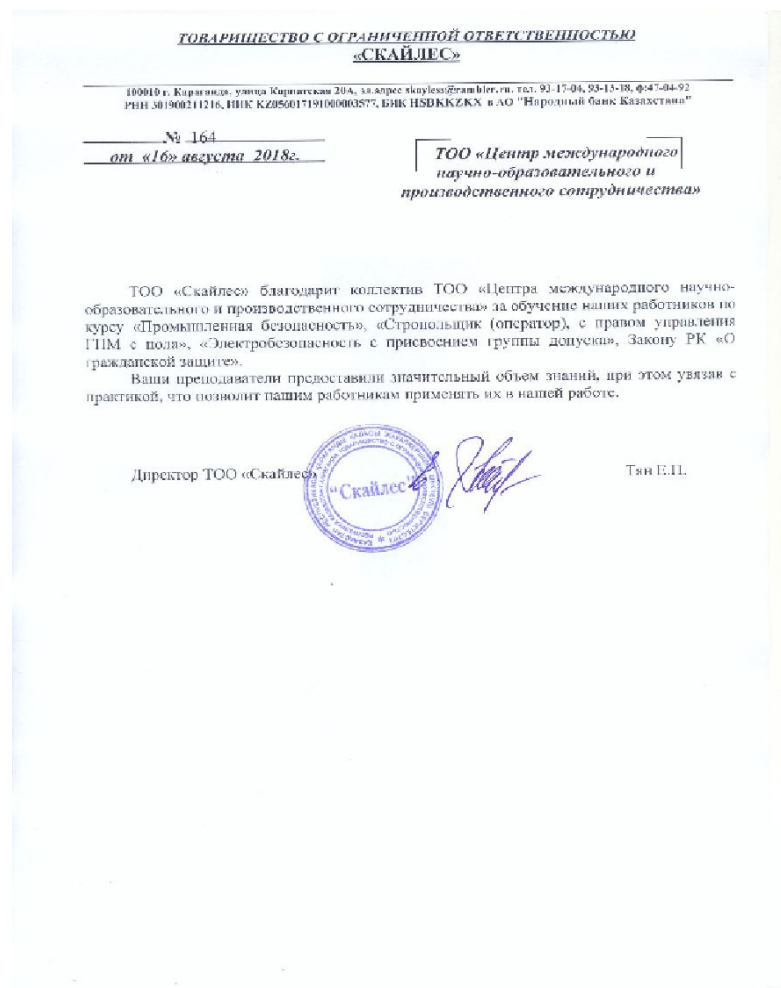 ТОВАРИЩЕСТВО С ОГРАНИЧЕННОЙ ОТВЕТСТВЕННОСТЬЮ
«СКАЙЛЕС»
100010 г. Караганда, улица Карпатская 20А, эл.адрес skayless@rambler.ru, тел. 93-17-04, 93-13-18, ф:47-04-92
РНН 301900211216, ИИК KZ056017191000003577, БИК HSBKKZKX в АО "Народный банк Казахстана"
№ 164
от «16» августа 2018г.
ТОО «Центр международного
научно-образовательного и
производственного сотрудничества»
ТОО «Скайлес» благодарит коллектив ТОО «Центра международного научно-
образовательного и производственного сотрудничества» за обучение наших работников по
курсу «Промышленная безопасность», «Стропольщик (оператор), с правом управления
ГПМ с пола», «Электробезопасность с присвоением группы допуска», Закону РК «О
гражданской защите».
Ваши преподаватели предоставили значительный объем знаний, при этом увязав с
практикой, что позволит нашим работникам применять их в нашей работе.
Директор ТОО «Скайлес»
"Скайлес"
Тян Е.П.